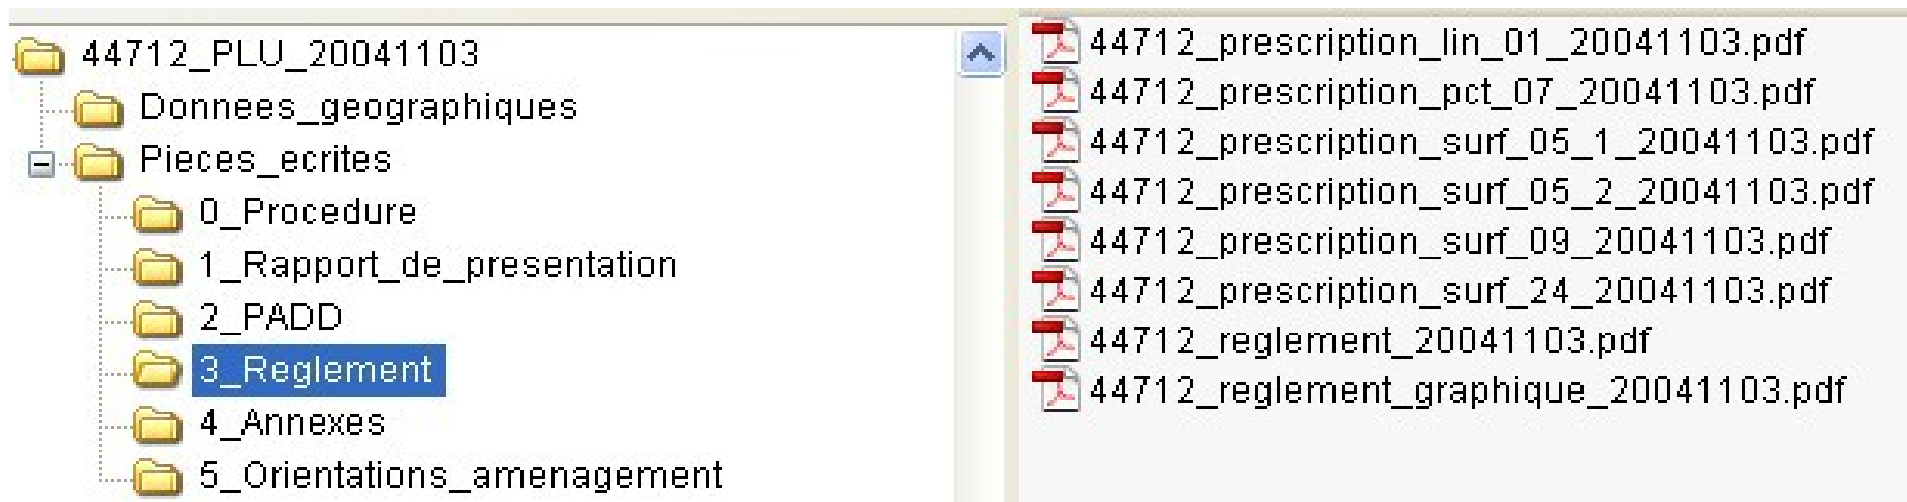 44712_PLU_20041103
Donnees_geographiques
Pieces_ecrites
0_Procedure
1_Rapport_de_presentation
2_PADD
3_Reglement
4_Annexes
5_Orientations_amenagement
44712_prescription_lin_01_20041103.pdf
44712_prescription_pct_07_20041103.pdf
44712_prescription_surf_05_1_20041103.pdf
44712_prescription_surf_05_2_20041103.pdf
44712_prescription_surf_09_20041103.pdf
44712_prescription_surf_24_20041103.pdf
44712_reglement_20041103.pdf
44712_reglement_graphique_20041103.pdf